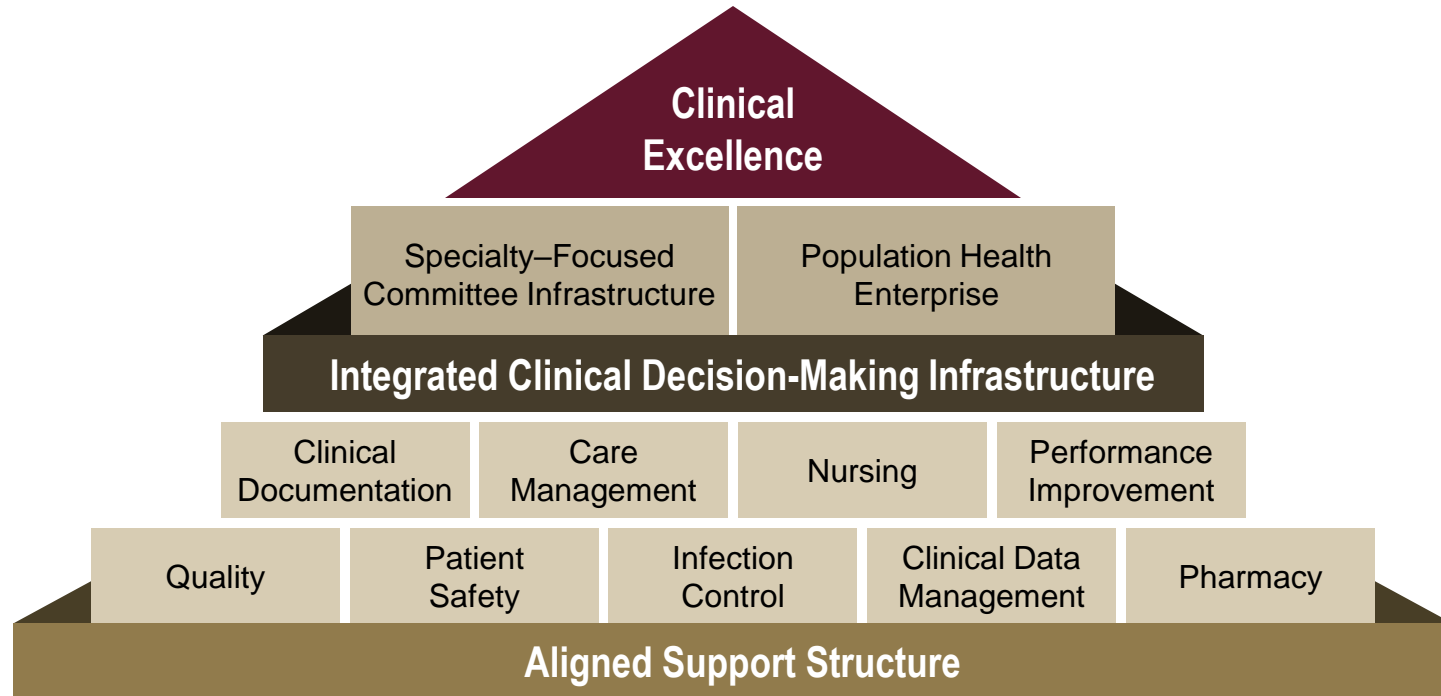 Clinical
Excellence
Specialty–Focused
Committee Infrastructure
Population Health
Enterprise
Integrated Clinical Decision-Making Infrastructure
Clinical
Documentation
Care
Management
Nursing
Performance
Improvement
Quality
Patient
Safety
Infection
Control
Clinical Data
Management
Pharmacy
Aligned Support Structure